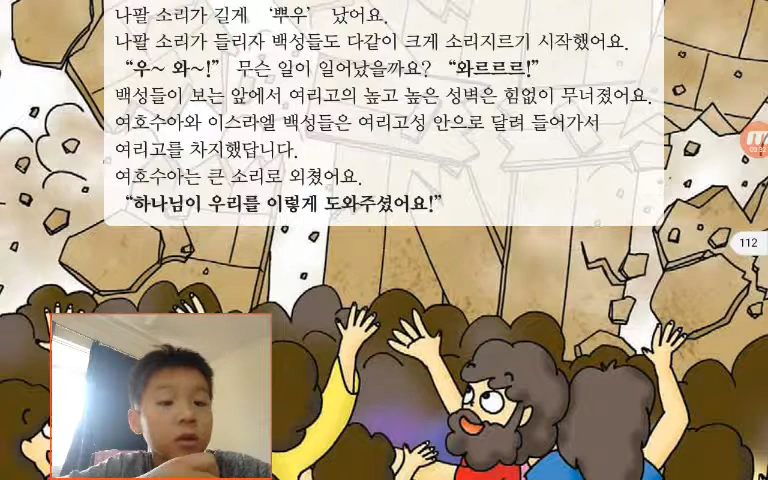 나팔 소리가 길게 ‘뿌우’ 났어요.
나팔 소리가 들리자 백성들도 다같이 크게 소리지르기 시작했어요.
“우~ 와~!” 무슨 일이 일어났을까요? “와르르르!”
백성들이 보는 앞에서 여리고의 높고 높은 성벽은 힘없이 무너졌어요.
여호수아와 이스라엘 백성들은 여리고성 안으로 달려 들어가서
여리고를 차지했답니다.
여호수아는 큰 소리로 외쳤어요.
“하나님이 우리를 이렇게 도와주셨어요!”
112